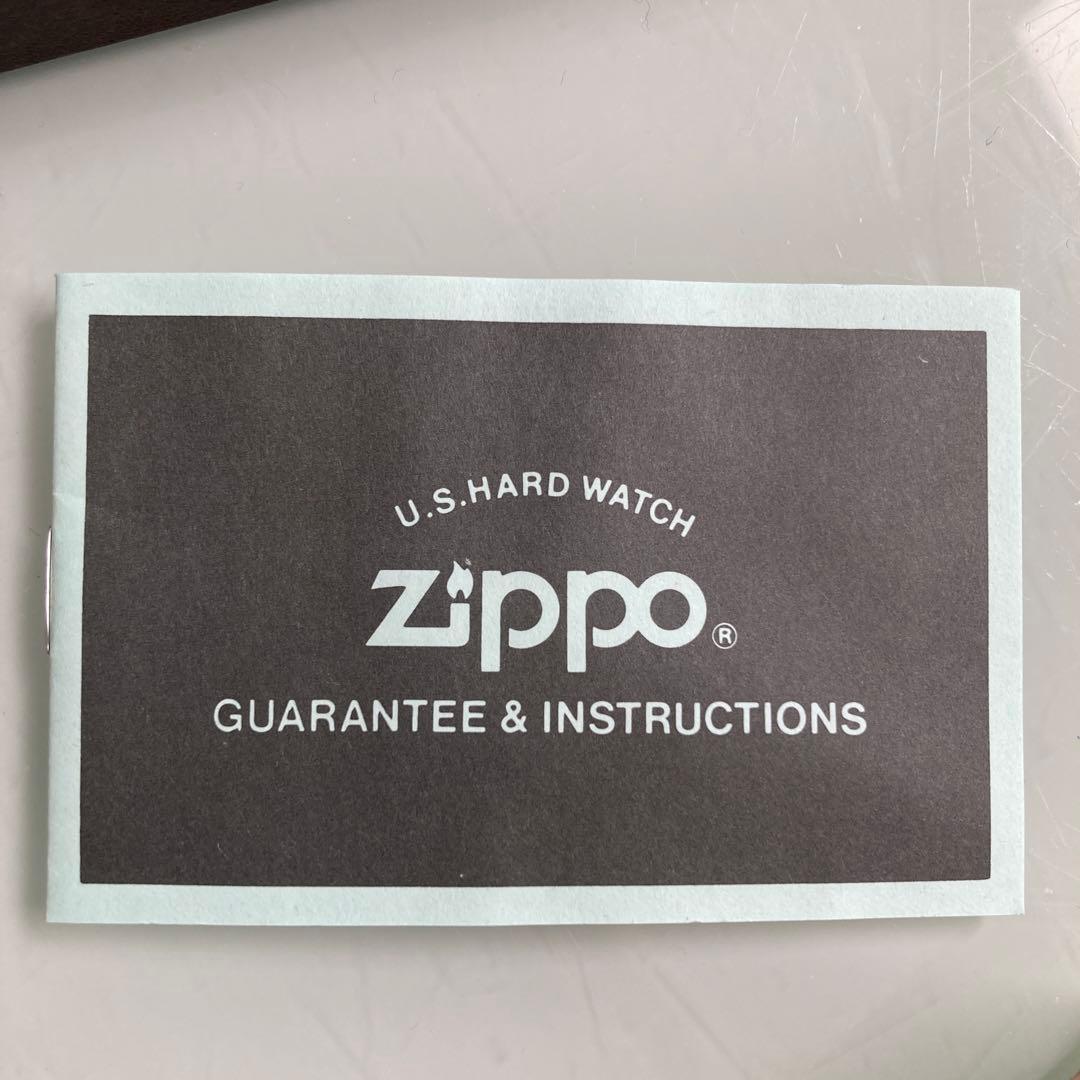 U.S.HARD WATCH
Zippo®
GUARANTEE & INSTRUCTIONS